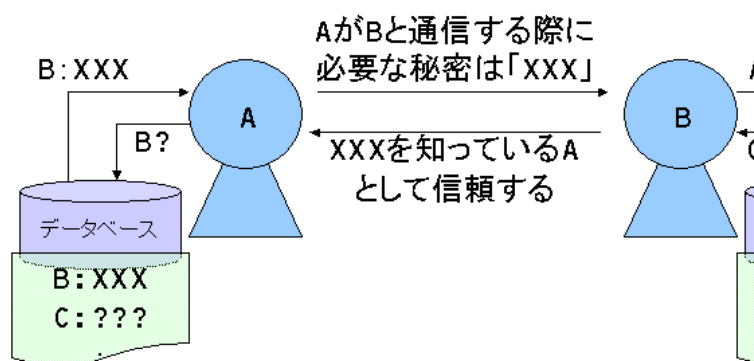 AがBと通信する際に
必要な秘密は「XXX」
B:XXX
A
B
B?
XXXを知っているA
として信頼する
データベース
B:XXX
C:???